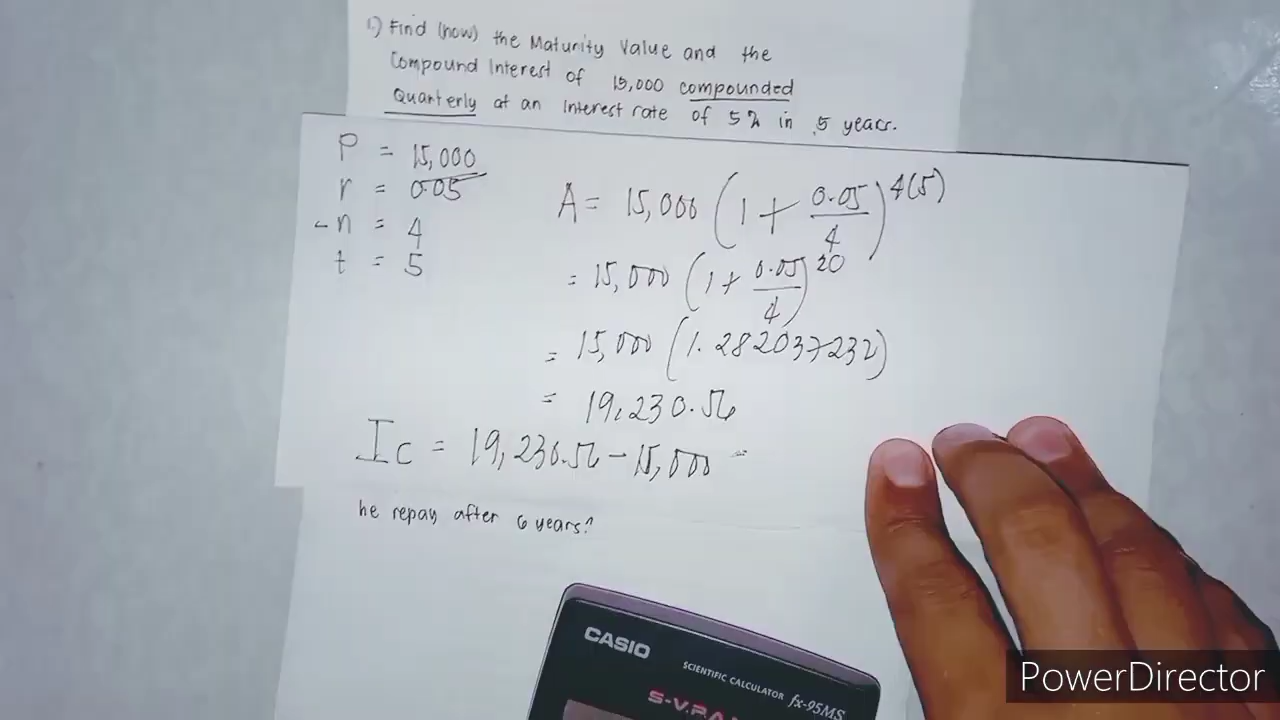 1.) Find (how) the Maturity Value and the
Compound Interest of 15,000 compounded
Quarterly at an interest rate of 5% in 5 years.
P = 15,000
r = 0.05
n = 4
t = 5
A = 15,000 (1 + 0.05/4)^4(5)
= 15,000 (1 + 0.05/4)^20
= 15,000 (1.282037232)
= 19,230.56
Ic = 19,230.56 - 15,000 =
he repay after 6 years?
CASIO
SCIENTIFIC CALCULATOR fx-95MS
S-V.P.A.
PowerDirector